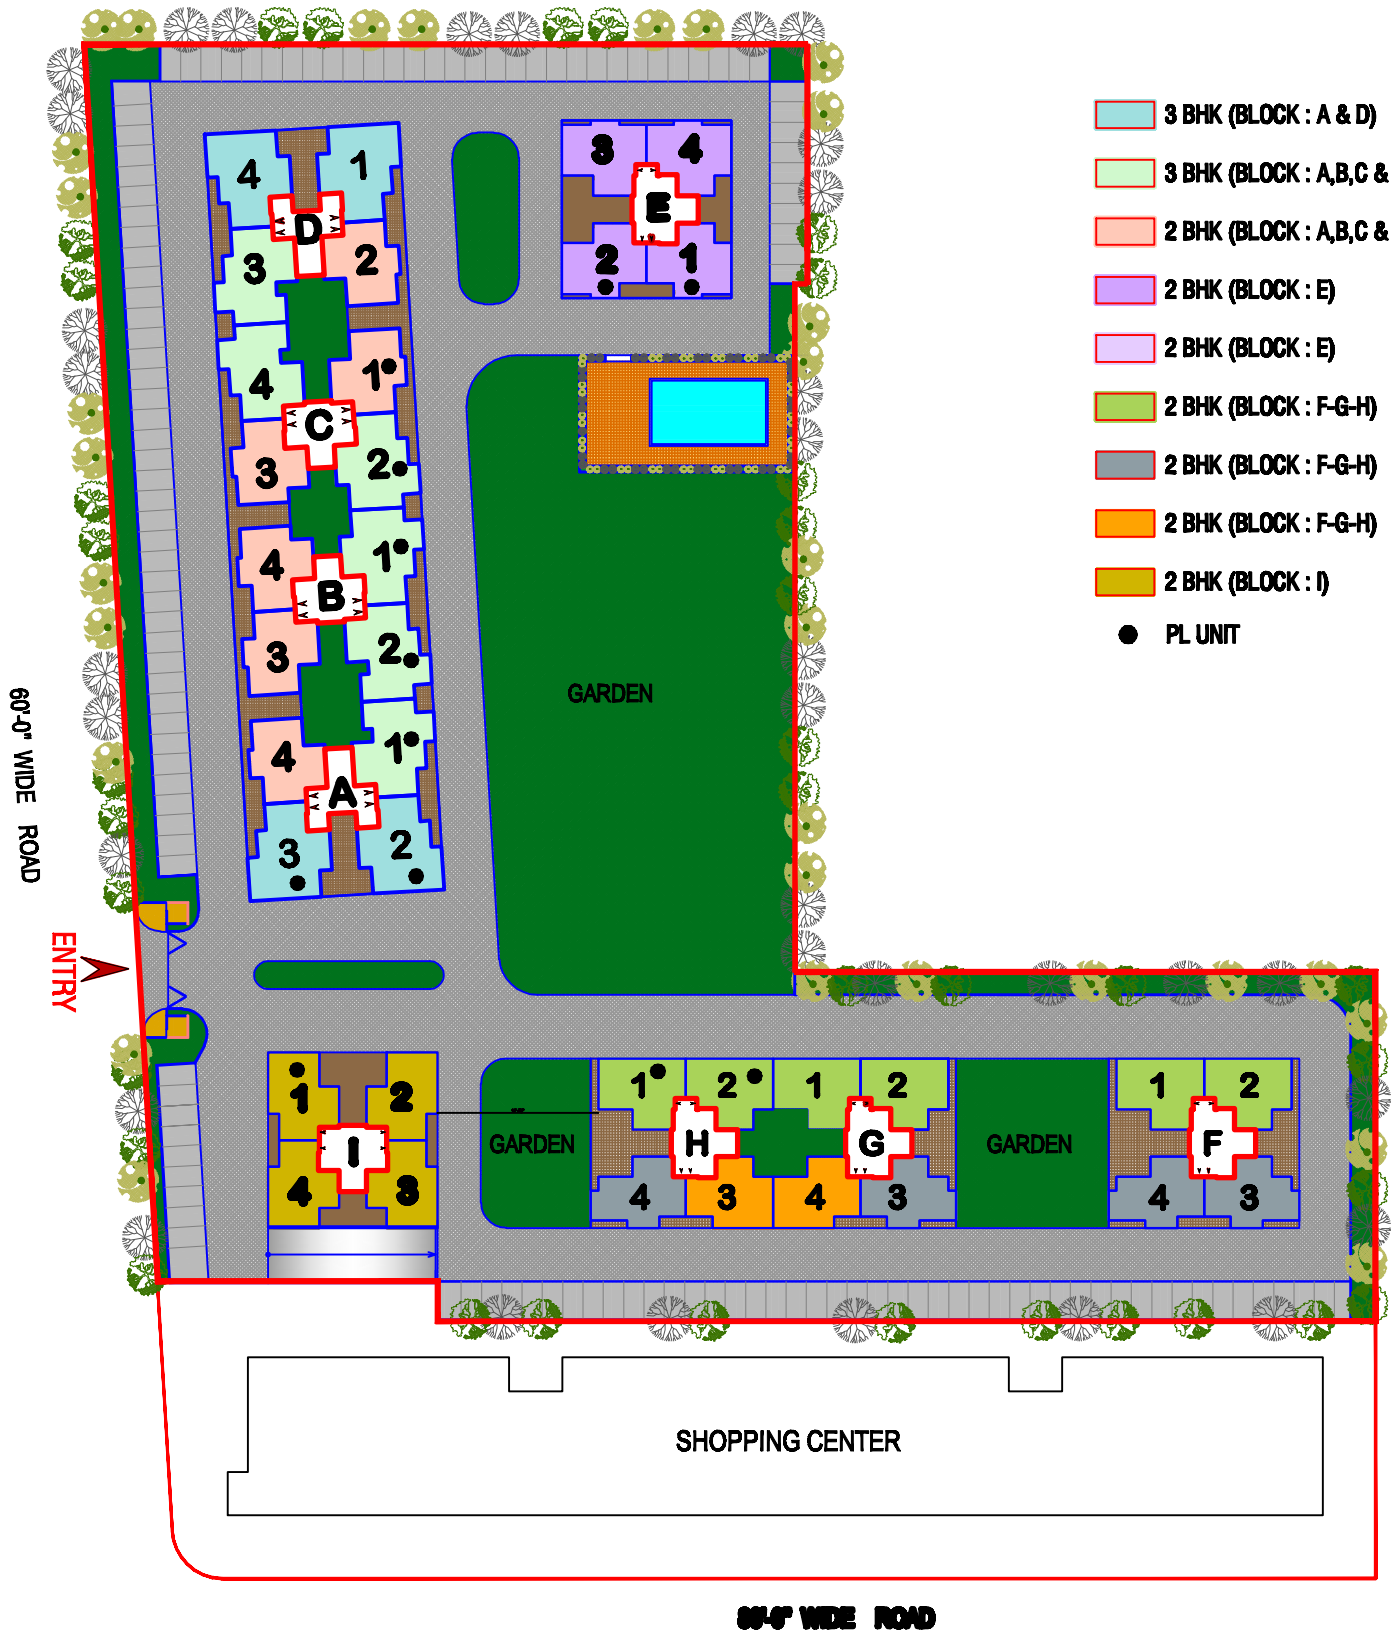 3 BHK (BLOCK : A & D)
3 BHK (BLOCK : A,B,C &
2 BHK (BLOCK : A,B,C &
2 BHK (BLOCK : E)
2 BHK (BLOCK : E)
2 BHK (BLOCK : F-G-H)
2 BHK (BLOCK : F-G-H)
2 BHK (BLOCK : F-G-H)
2 BHK (BLOCK : I)
PL UNIT
4 1
D
3 2
3 4
E
2 1
4 1
C
3 2
4 1
B
3 2
4 1
A
3 2
GARDEN
60'-0" WIDE ROAD
ENTRY
1 2
I
4 3
GARDEN
1 2 1 2
H G
4 3 4 3
GARDEN
1 2
F
4 3
SHOPPING CENTER
WIDE ROAD